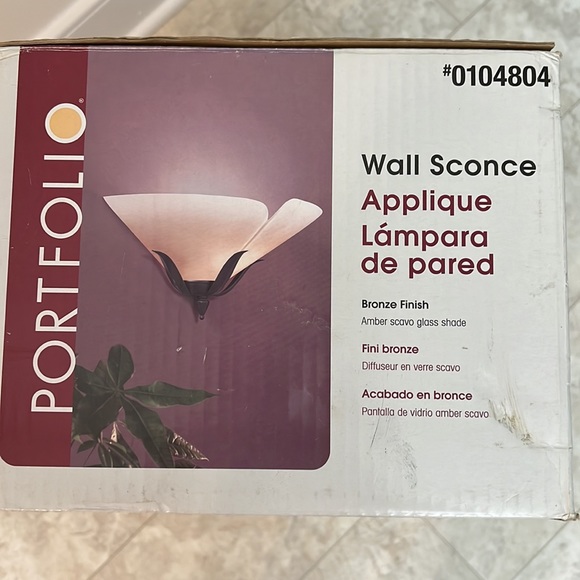 PORTFOLIO®
#0104804
Wall Sconce
Applique
Lámpara
de pared
Bronze Finish
Amber scavo glass shade
Fini bronze
Diffuseur en verre scavo
Acabado en bronce
Pantalla de vidrio amber scavo